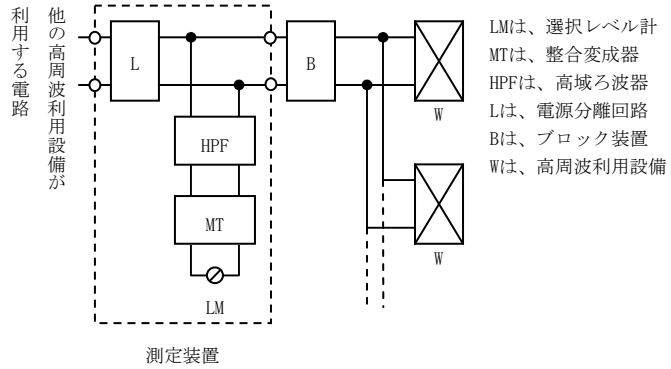 他の高周波利用設備が
利用する電路
L
B
W
HPF
MT
LM
W
測定装置
LMは、選択レベル計
MTは、整合変成器
HPFは、高域ろ波器
Lは、電源分離回路
Bは、ブロック装置
Wは、高周波利用設備